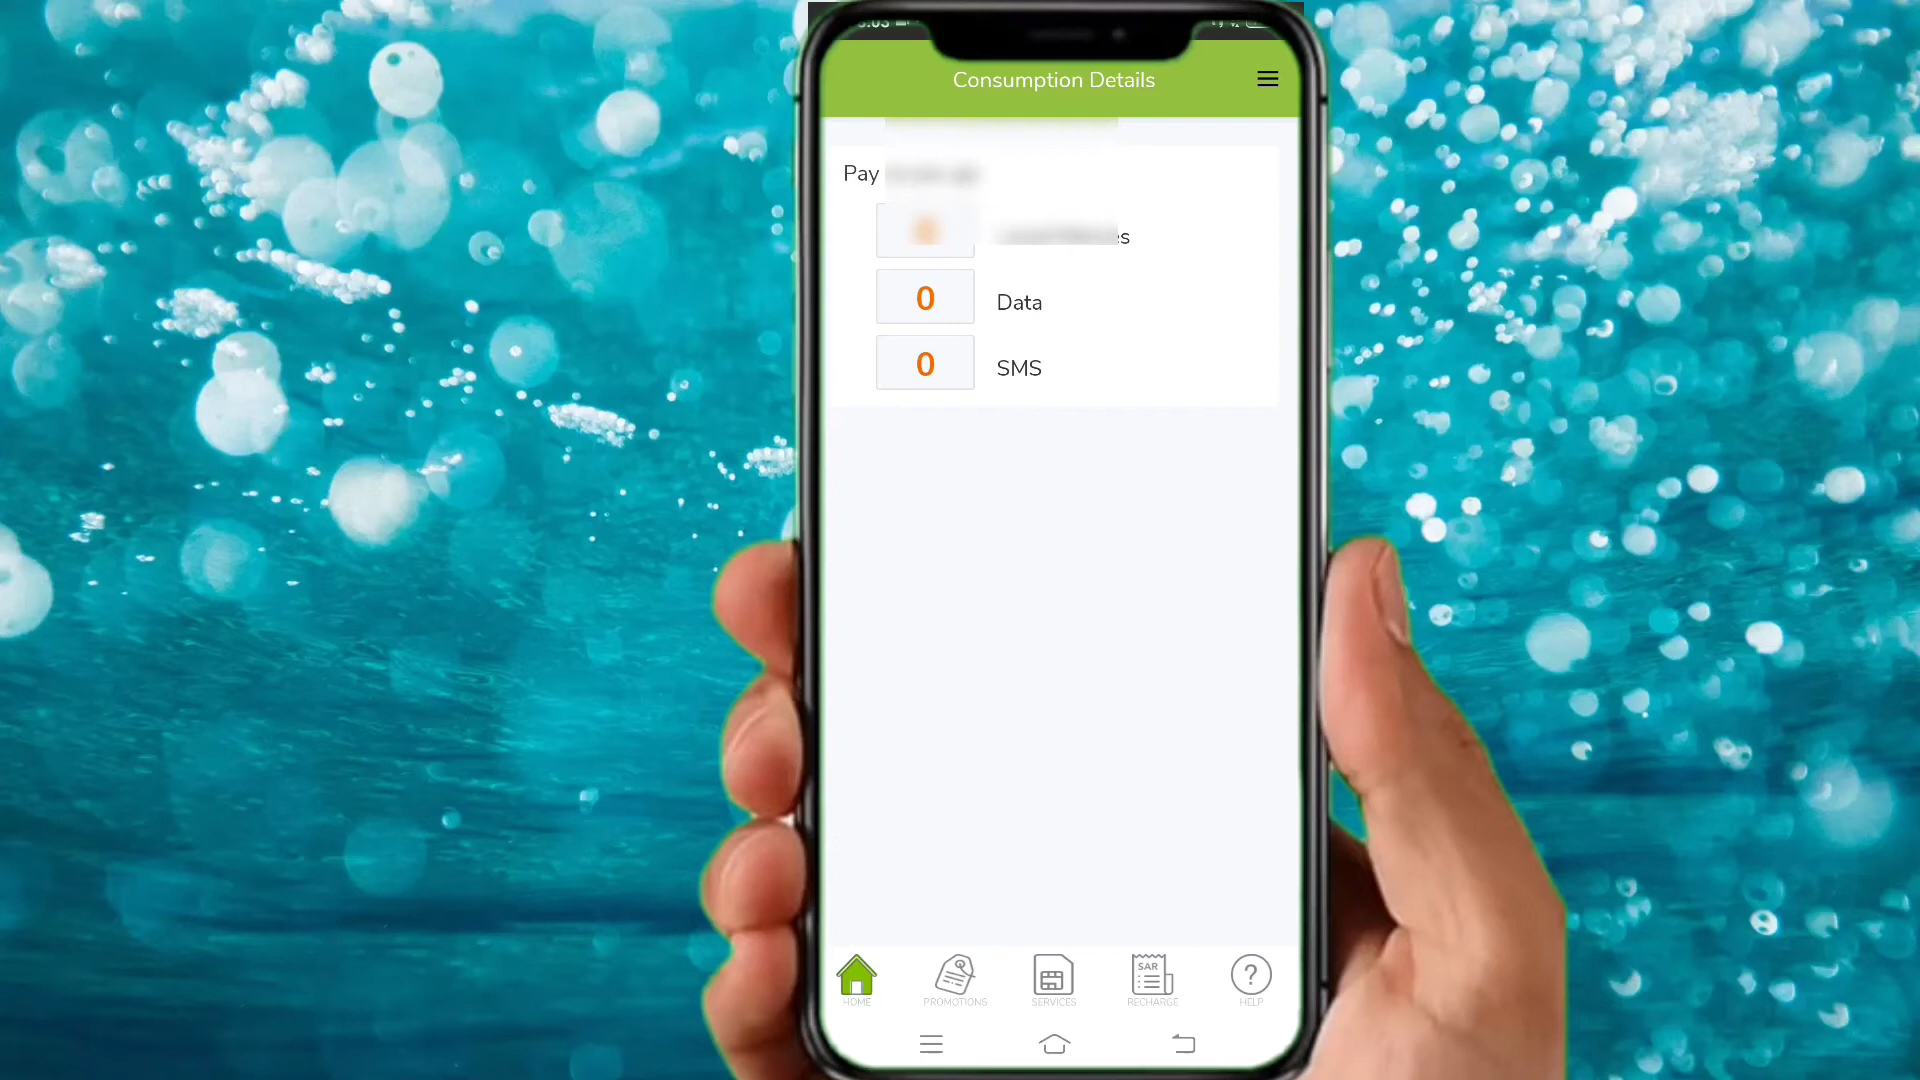 Consumption Details
Pay
0
Data
0
SMS
HOME
PROMOTIONS
SERVICES
SAR
RECHARGE
?
HELP